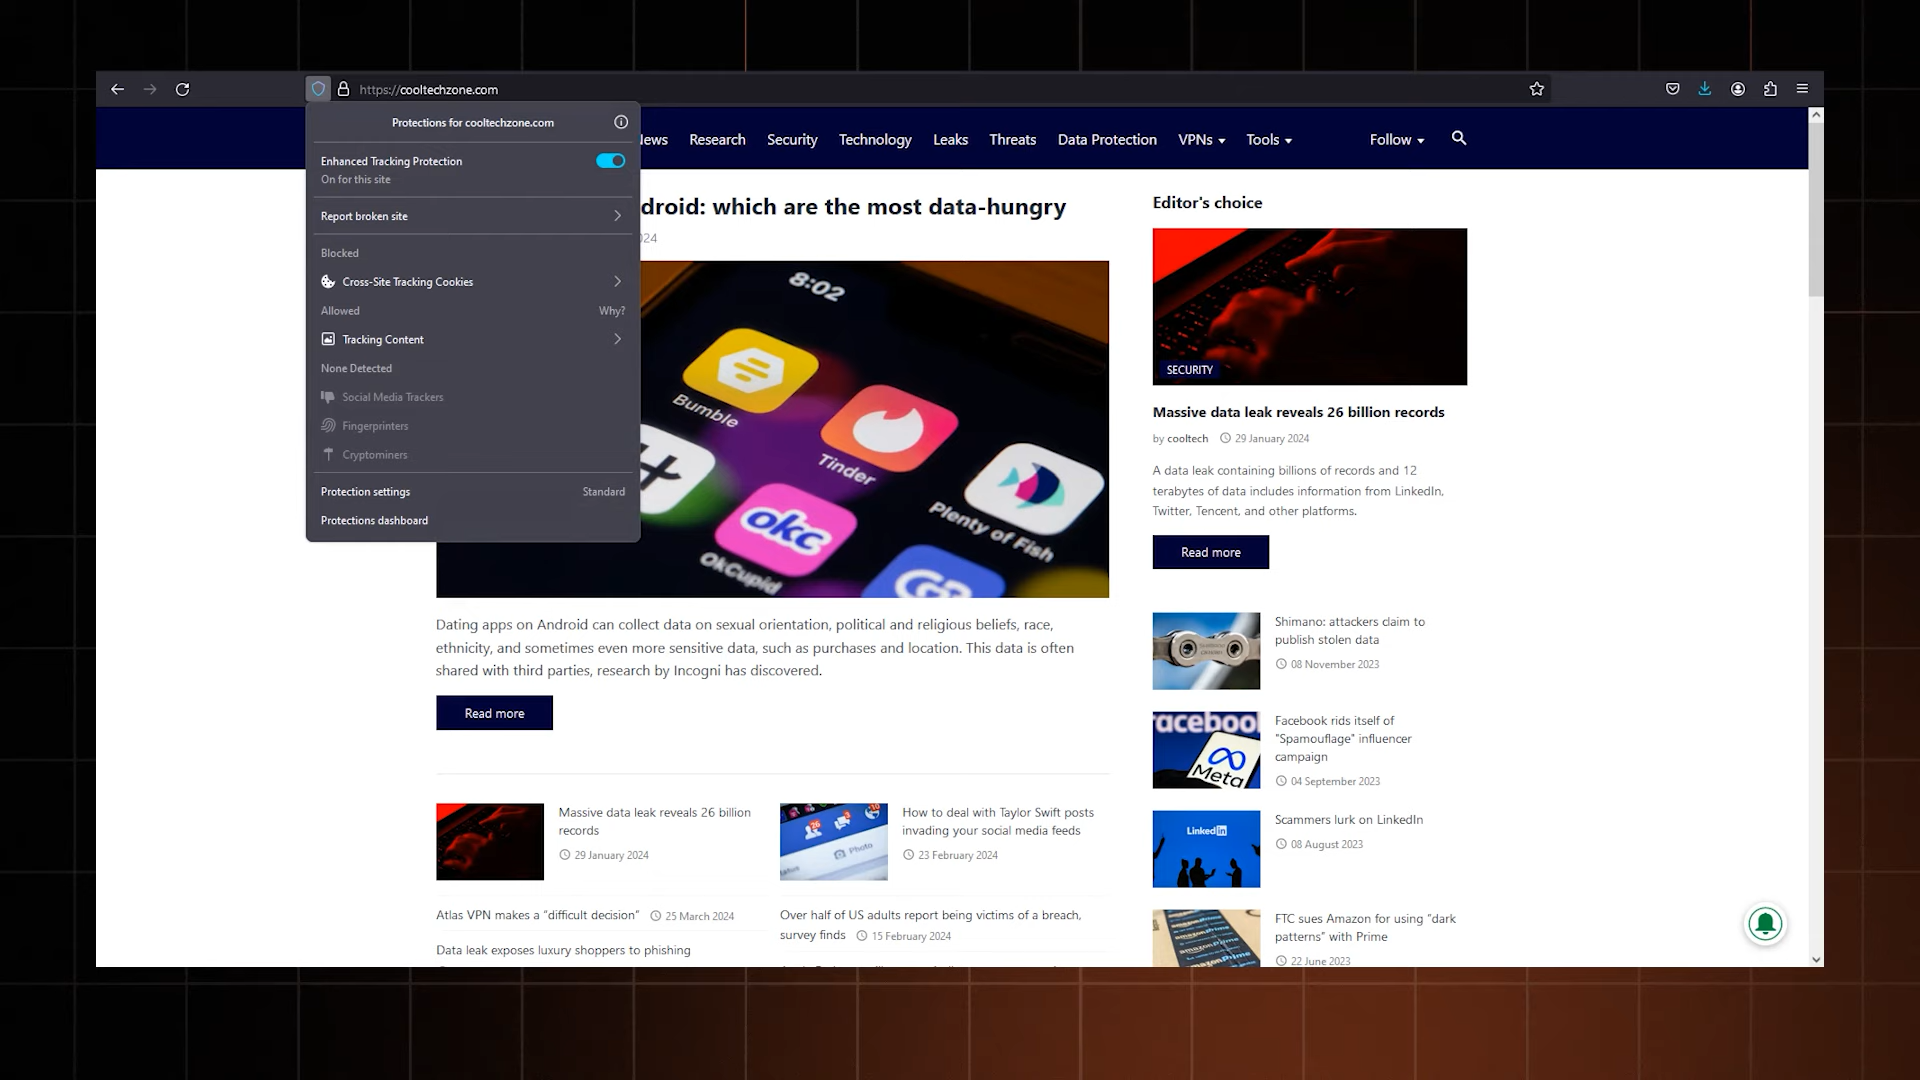 https://cooltechzone.com
Protections for cooltechzone.com
Enhanced Tracking Protection
On for this site
Report broken site
Blocked
Cross-Site Tracking Cookies
Allowed Why?
Tracking Content
None Detected
Social Media Trackers
Fingerprinters
Cryptominers
Protection settings Standard
Protections dashboard
ews Research Security Technology Leaks Threats Data Protection VPNs Tools Follow
droid: which are the most data-hungry
024
8:02
Bumble
Tinder
okc
OkCupid
Plenty of Fish
Dating apps on Android can collect data on sexual orientation, political and religious beliefs, race,
ethnicity, and sometimes even more sensitive data, such as purchases and location. This data is often
shared with third parties, research by Incogni has discovered.
Read more
Massive data leak reveals 26 billion
records
29 January 2024
26
3
10
Photo
How to deal with Taylor Swift posts
invading your social media feeds
23 February 2024
Atlas VPN makes a “difficult decision” 25 March 2024
Over half of US adults report being victims of a breach,
survey finds 15 February 2024
Data leak exposes luxury shoppers to phishing
Editor's choice
SECURITY
Massive data leak reveals 26 billion records
by cooltech 29 January 2024
A data leak containing billions of records and 12
terabytes of data includes information from LinkedIn,
Twitter, Tencent, and other platforms.
Read more
Shimano: attackers claim to
publish stolen data
08 November 2023
facebook
Meta
Facebook rids itself of
"Spamouflage" influencer
campaign
04 September 2023
LinkedIn
Scammers lurk on LinkedIn
08 August 2023
amazonPrime
FTC sues Amazon for using “dark
patterns” with Prime
22 June 2023